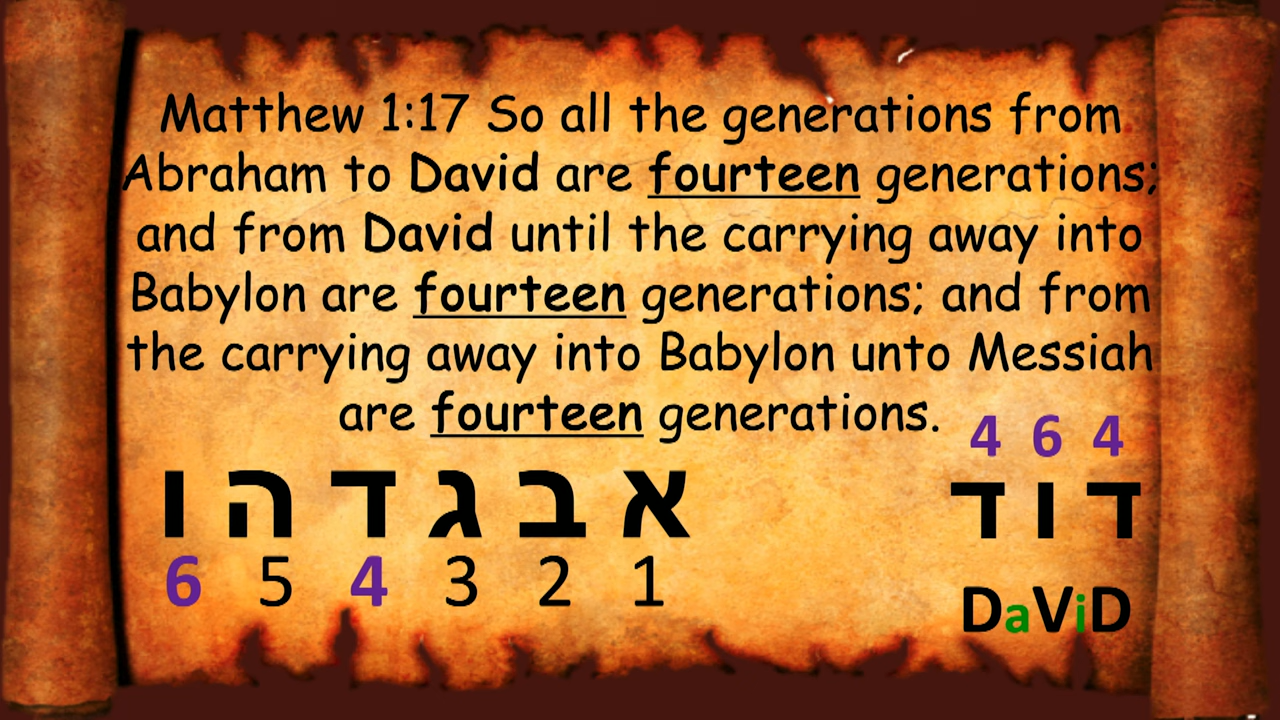 Matthew 1:17 So all the generations from
Abraham to David are fourteen generations;
and from David until the carrying away into
Babylon are fourteen generations; and from
the carrying away into Babylon unto Messiah
are fourteen generations.
4 6 4
א ב ג ד ה ו
דוד
6 5 4 3 2 1
DaViD